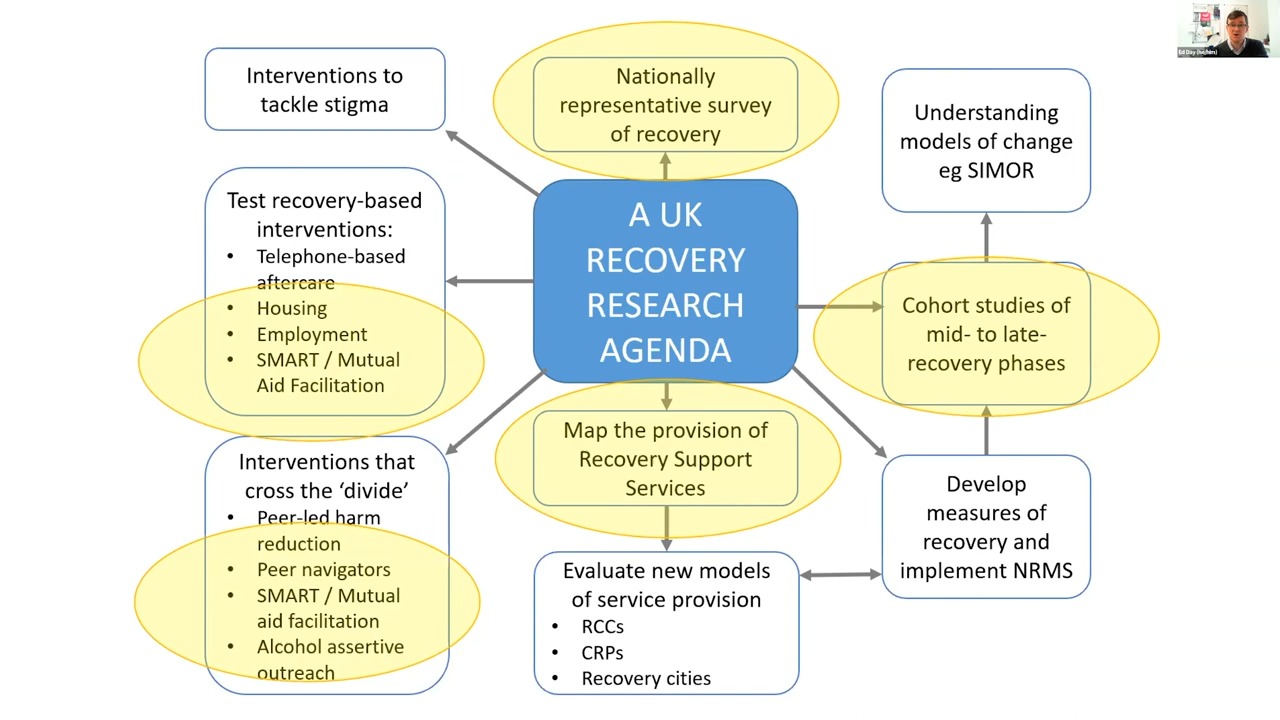 Interventions to
tackle stigma
Nationally
representative survey
of recovery
Understanding
models of change
eg SIMOR
Test recovery-based
interventions:
• Telephone-based
aftercare
• Housing
• Employment
• SMART / Mutual
Aid Facilitation
A UK
RECOVERY
RESEARCH
AGENDA
Cohort studies of
mid- to late-
recovery phases
Interventions that
cross the ‘divide’
• Peer-led harm
reduction
• Peer navigators
• SMART / Mutual
aid facilitation
• Alcohol assertive
outreach
Map the provision of
Recovery Support
Services
Evaluate new models
of service provision
• RCCs
• CRPs
• Recovery cities
Develop
measures of
recovery and
implement NRMS
Ed Day (he/him)